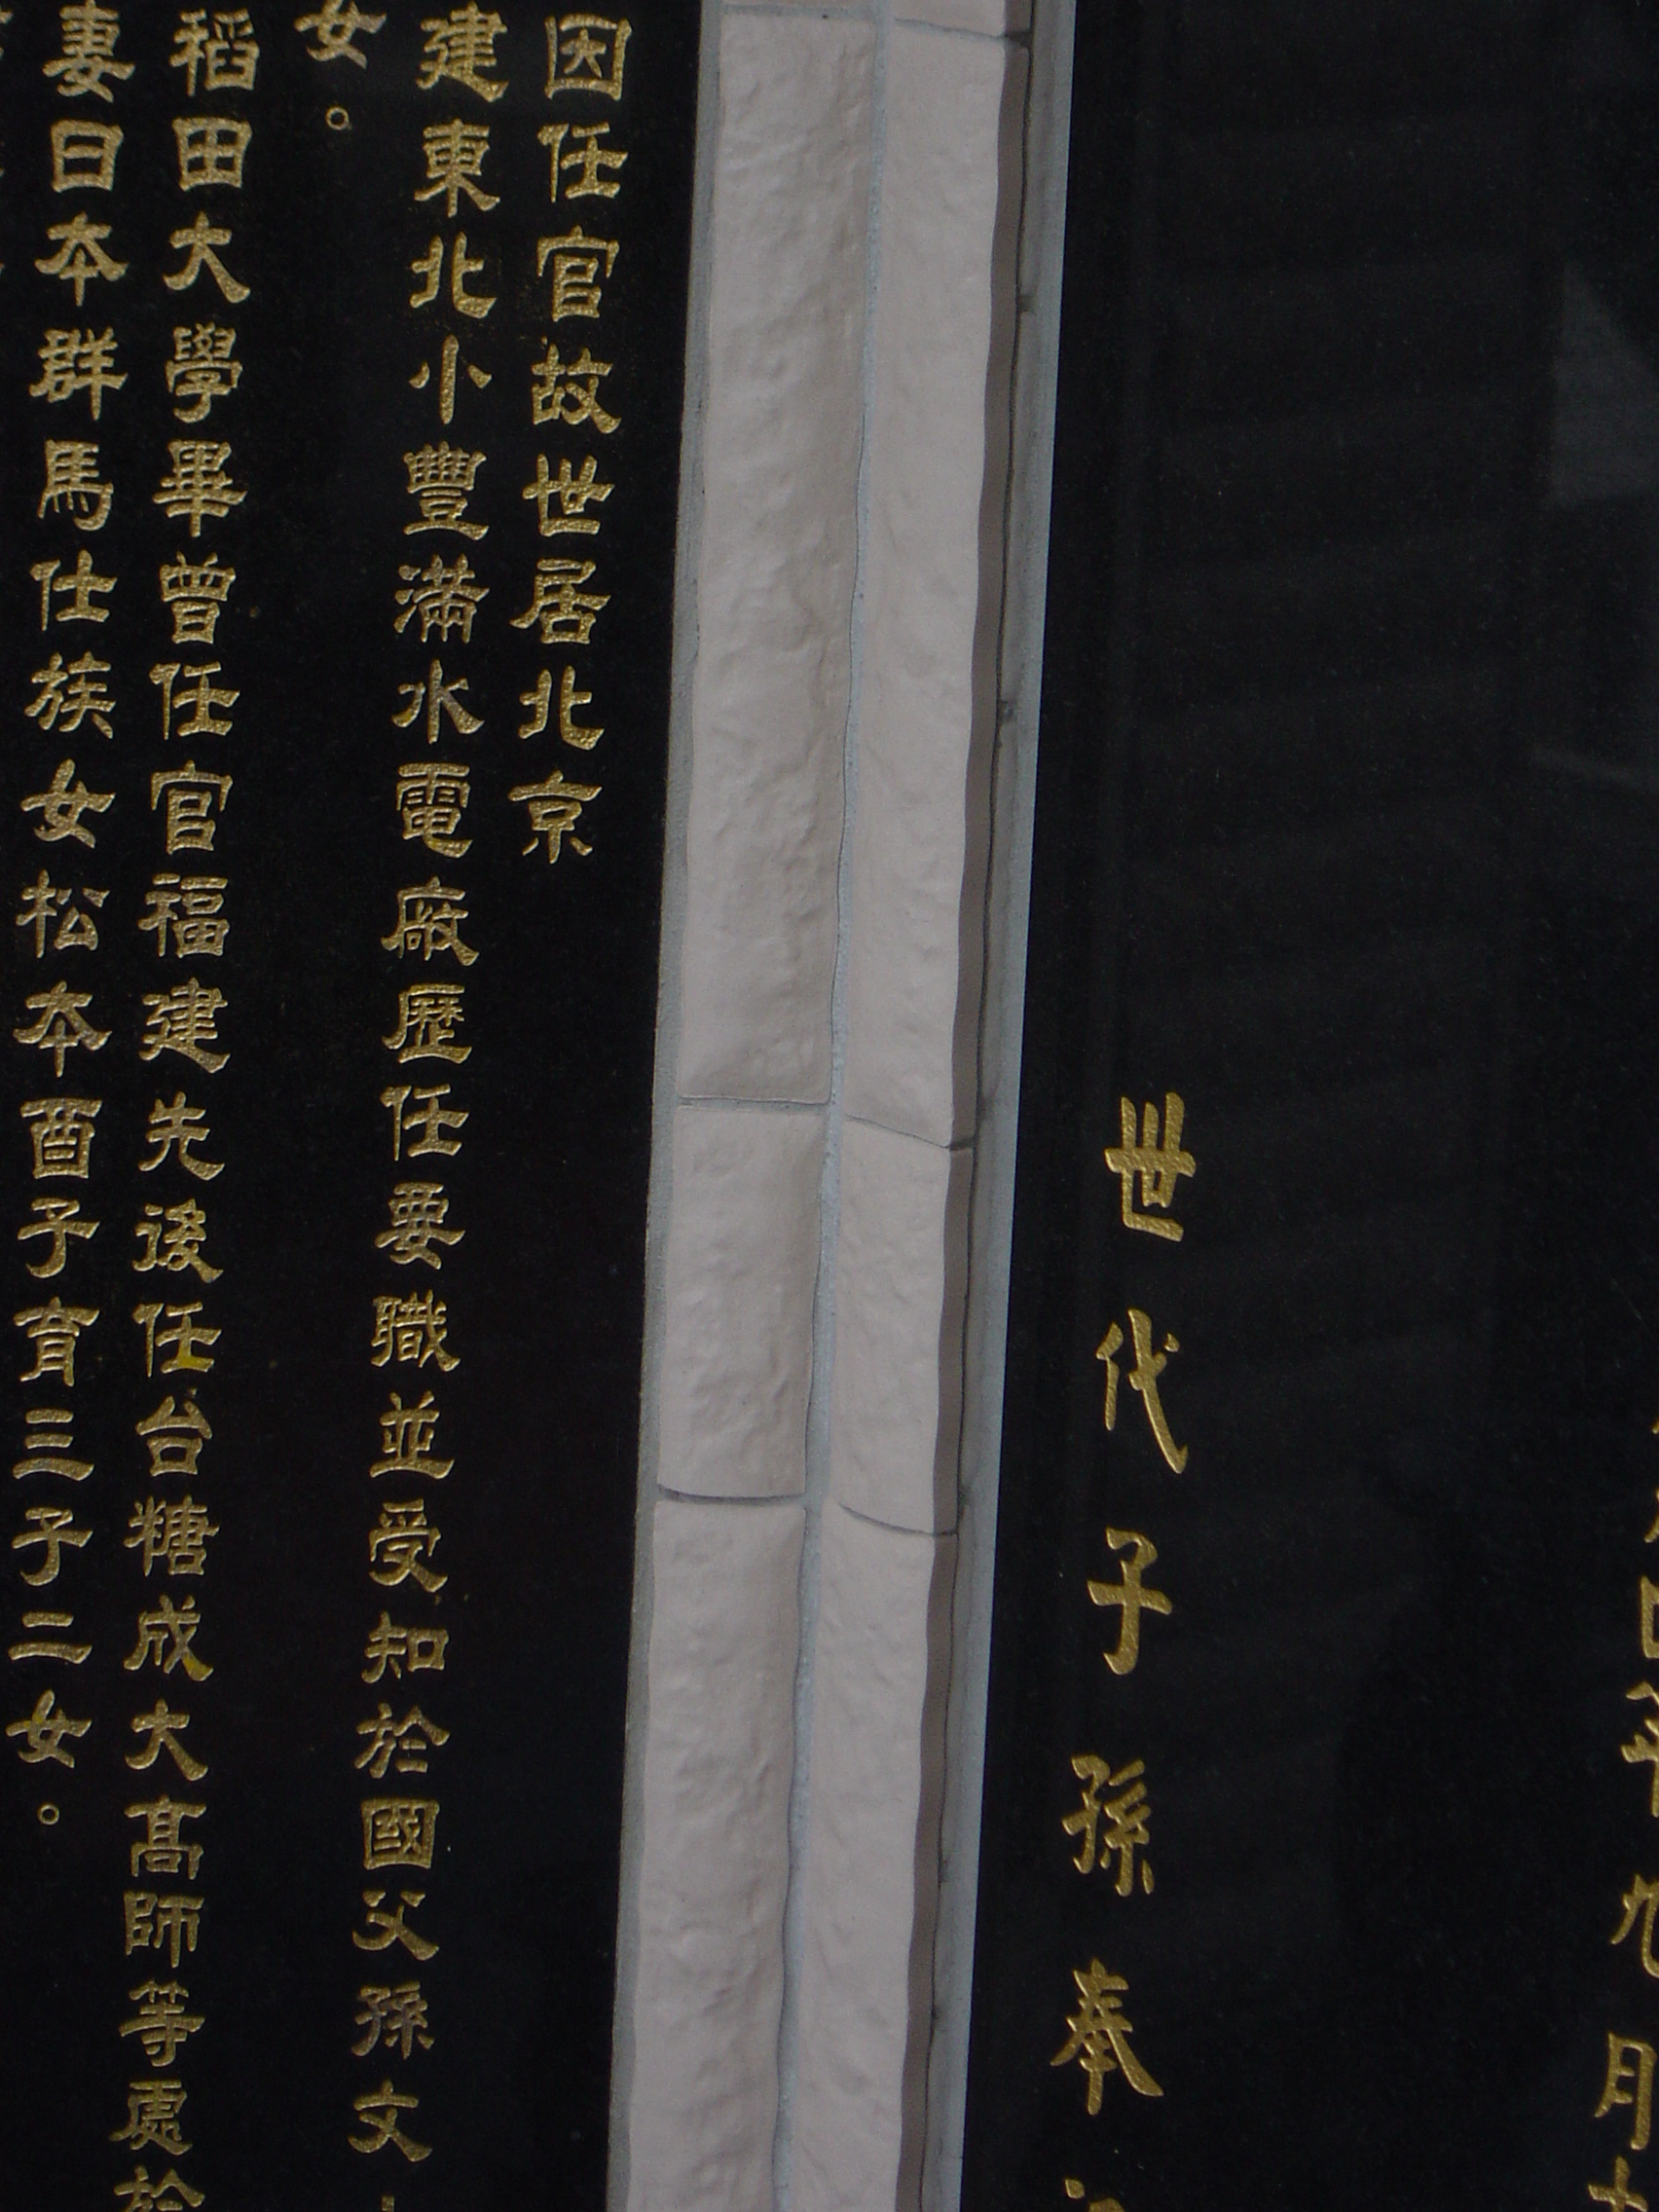 年九月
世代子孫奉
因任官故世居北京
建東北小豐滿水電廠歷任要職並受知於國父孫文
女。
稻田大學畢曾任官福建先後任台糖成大高師等處於
妻日本群馬仕族女松本酉子育三子二女。